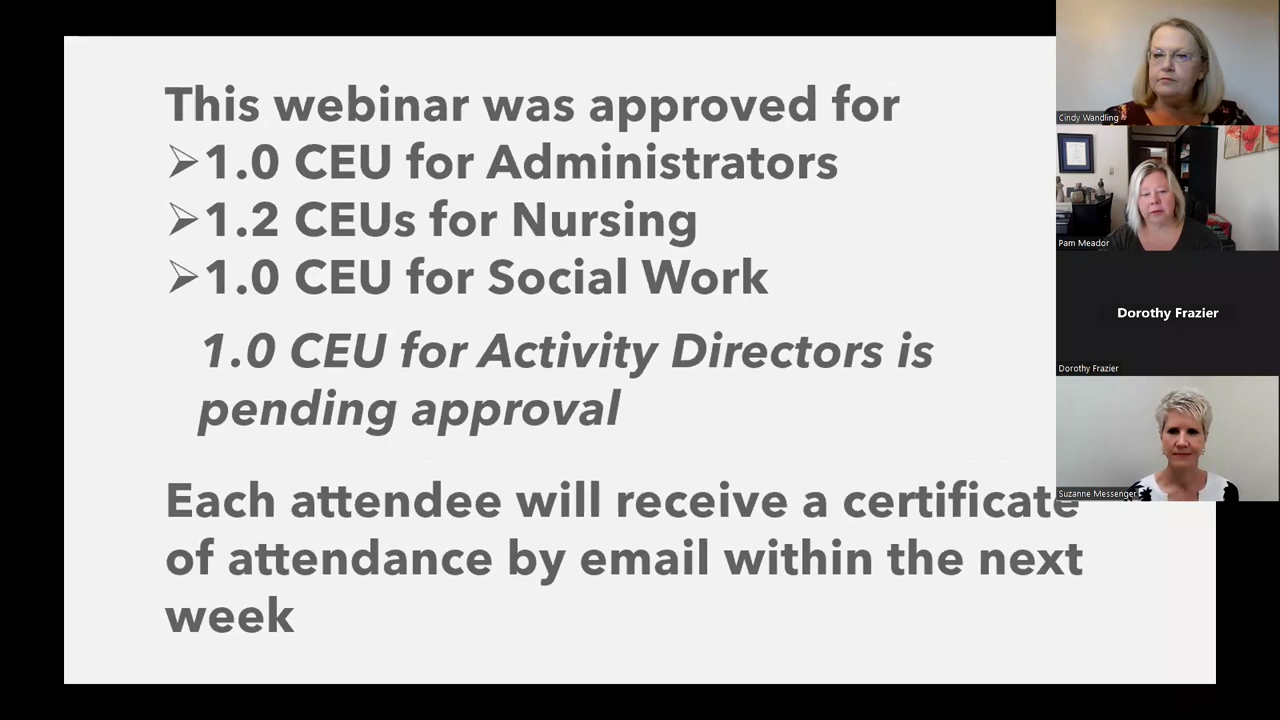 This webinar was approved for
➢1.0 CEU for Administrators
➢1.2 CEUs for Nursing
➢1.0 CEU for Social Work
1.0 CEU for Activity Directors is
pending approval
Each attendee will receive a certificate
of attendance by email within the next
week
Cindy Wandling
Pam Meador
Dorothy Frazier
Dorothy Frazier
Suzanne Messenger